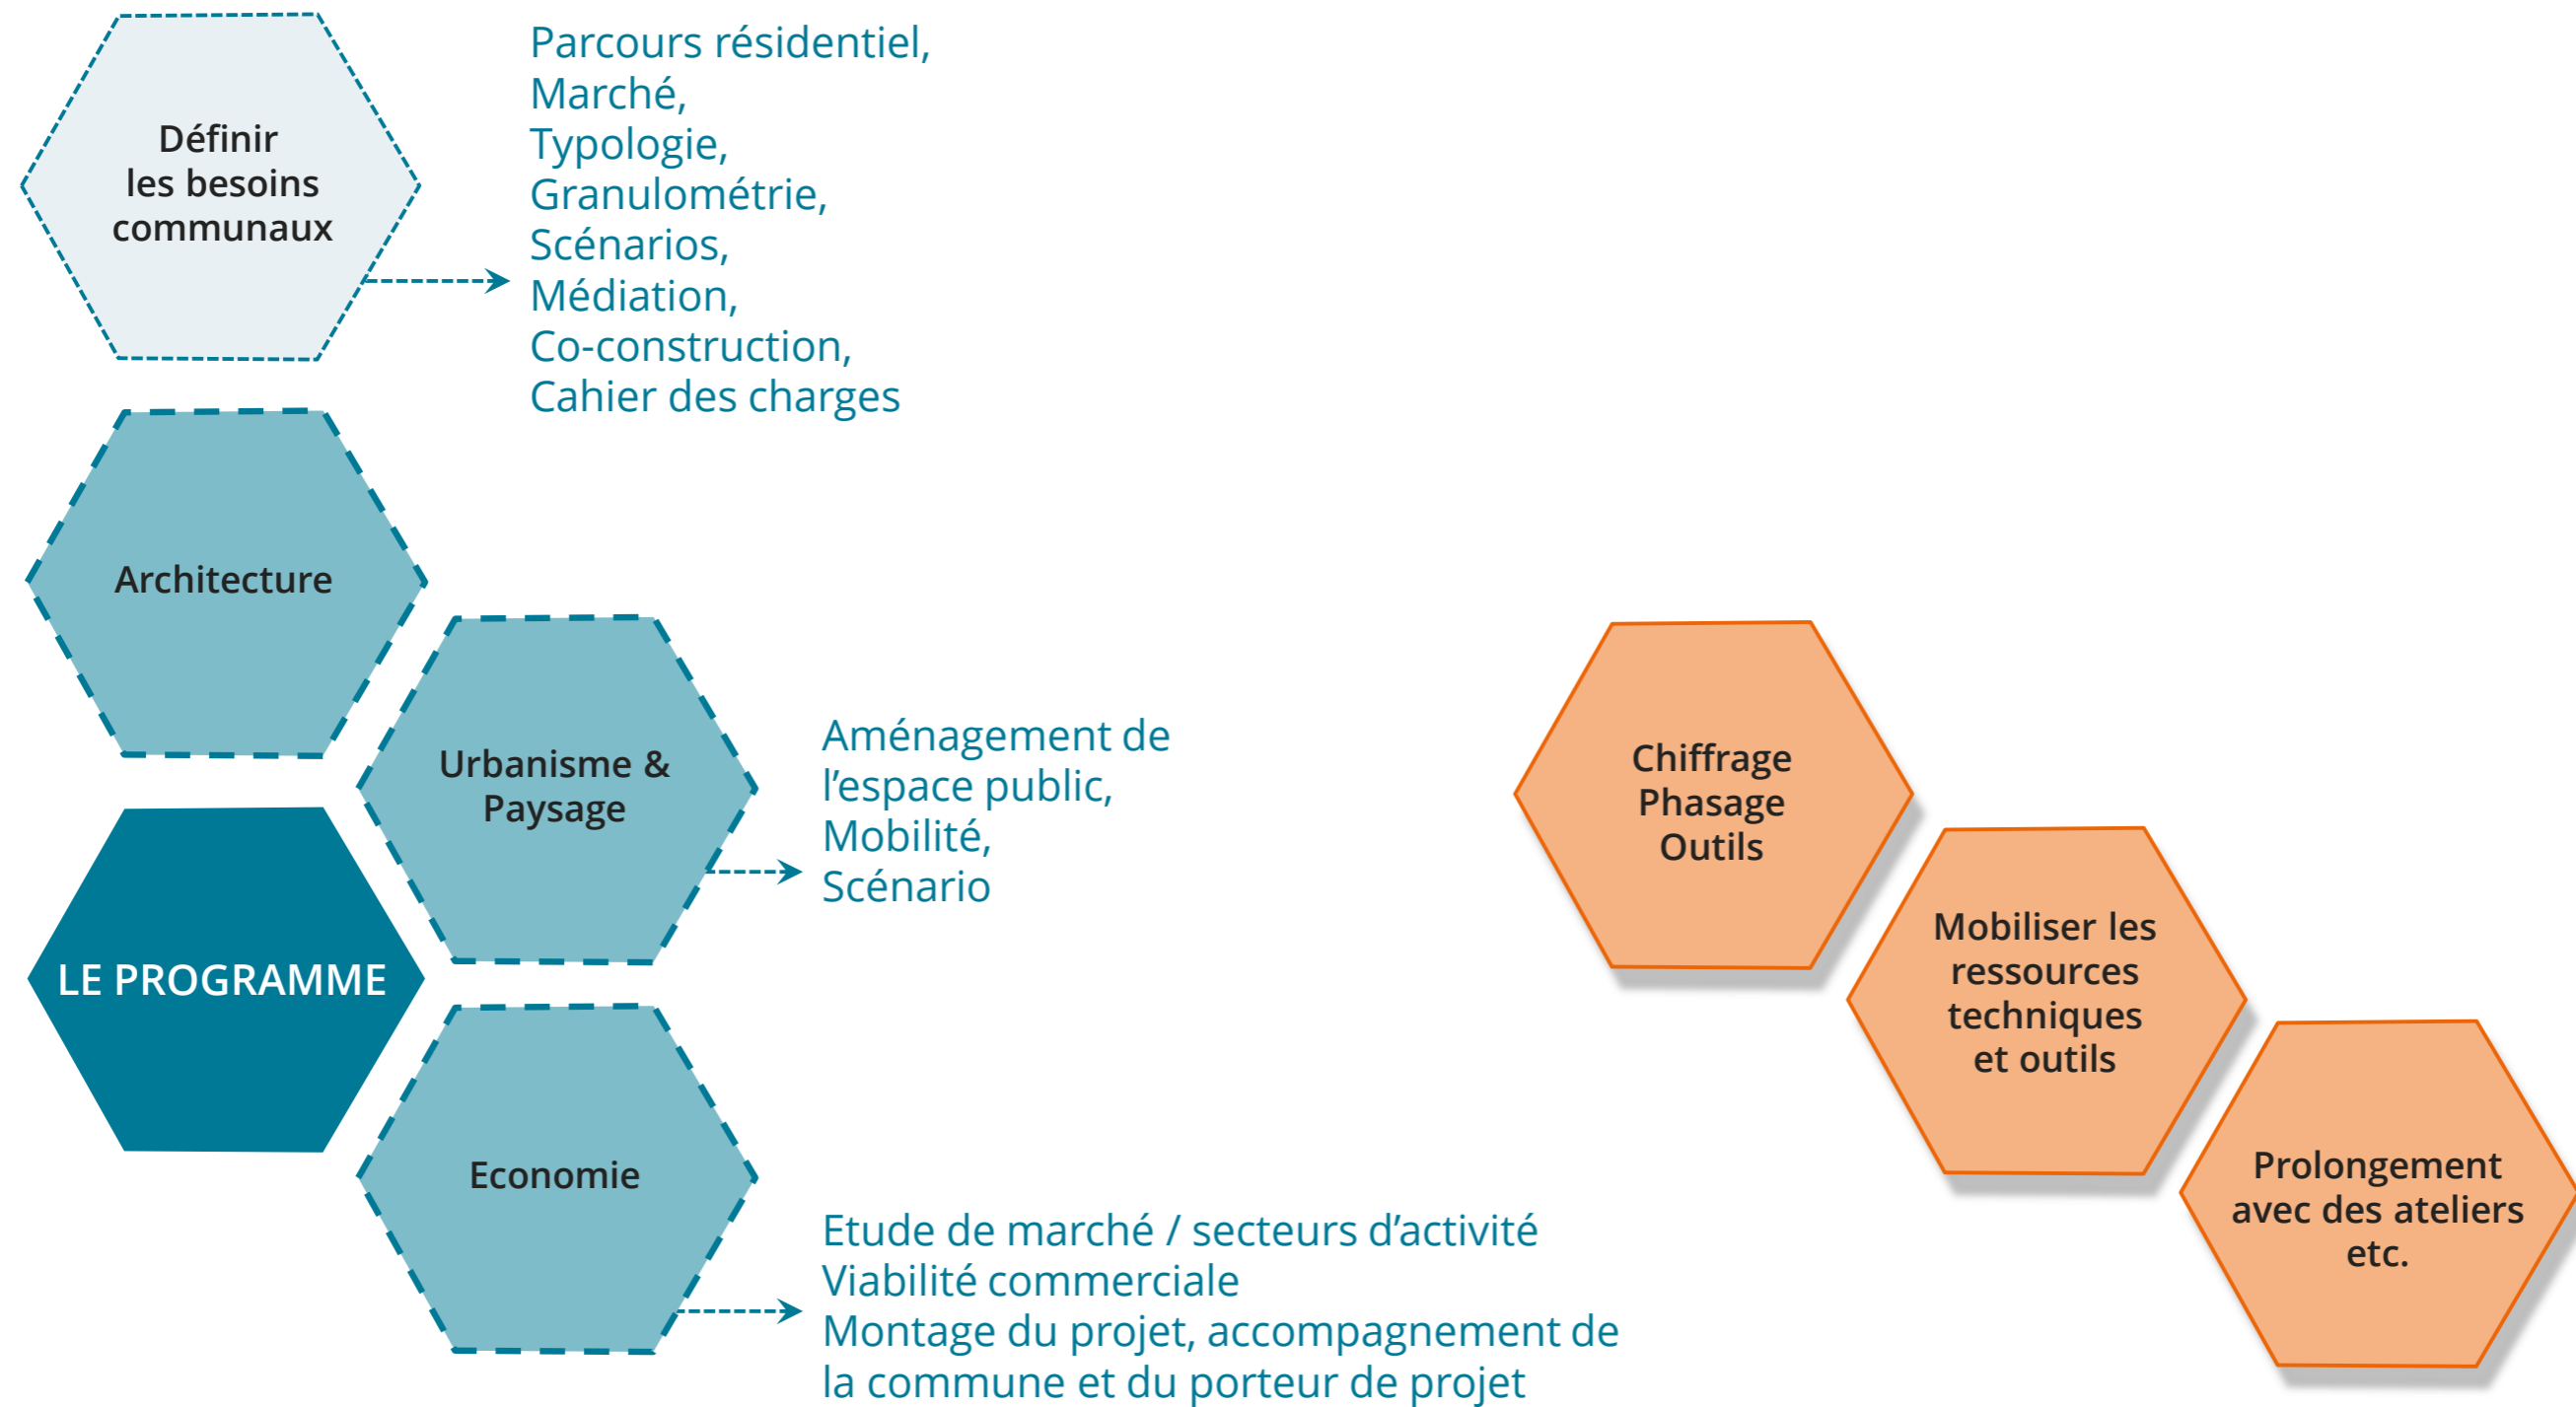 Définir
les besoins
communaux
Parcours résidentiel,
Marché,
Typologie,
Granulométrie,
Scénarios,
Médiation,
Co-construction,
Cahier des charges
Architecture
Urbanisme &
Paysage
Aménagement de
l’espace public,
Mobilité,
Scénario
LE PROGRAMME
Economie
Etude de marché / secteurs d’activité
Viabilité commerciale
Montage du projet, accompagnement de
la commune et du porteur de projet
Chiffrage
Phasage
Outils
Mobiliser les
ressources
techniques
et outils
Prolongement
avec des ateliers
etc.